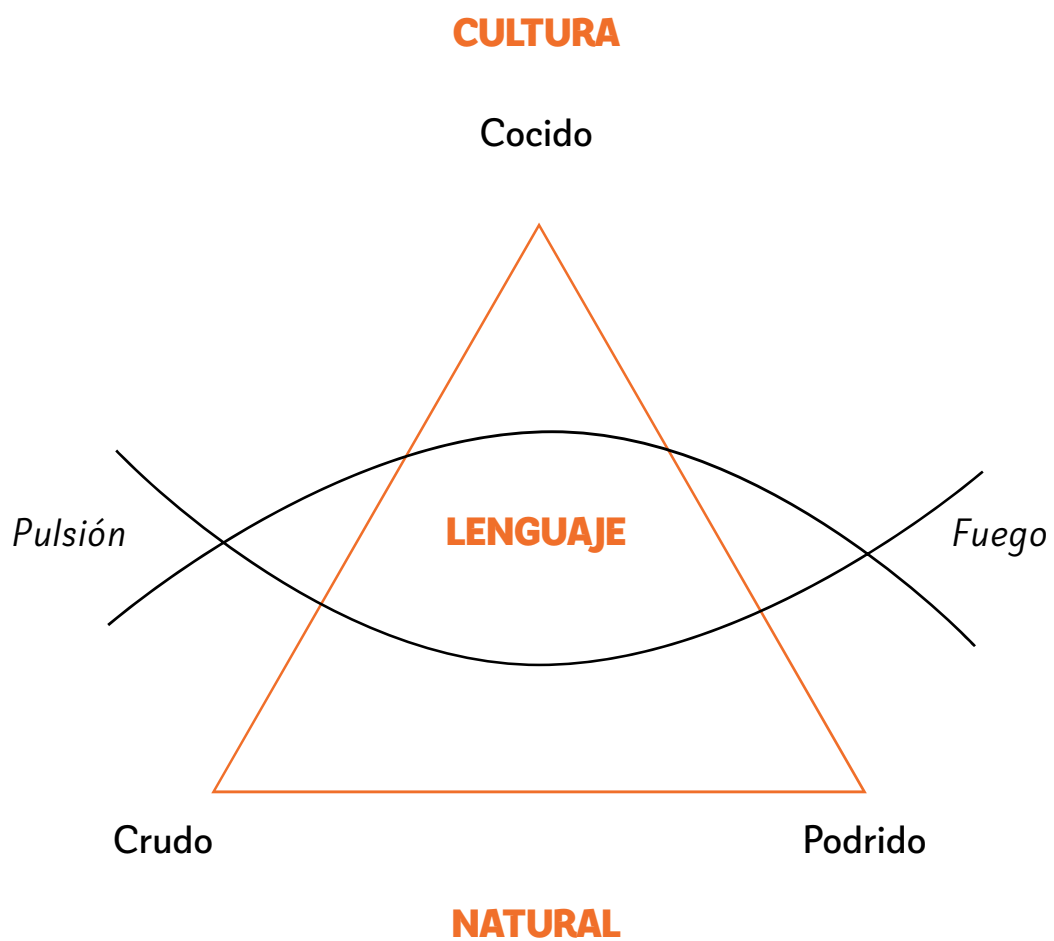 CULTURA
Cocido
Pulsión
LENGUAJE
Fuego
Crudo
Podrido
NATURAL